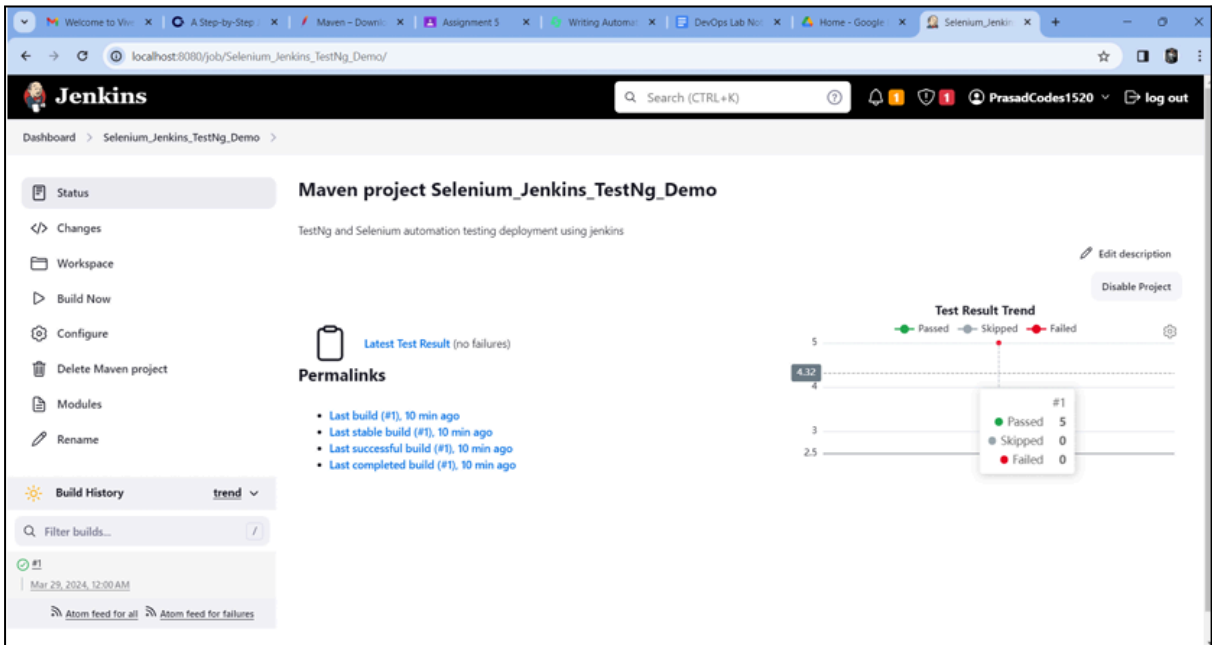 Welcome to Viv
A Step-by-Step
Maven – Downlo
Assignment 5
Writing Automat
DevOps Lab Not
Home - Google
Selenium_Jenkin
localhost:8080/job/Selenium_Jenkins_TestNg_Demo/
Jenkins
Search (CTRL+K)
1
1
PrasadCodes1520
log out
Dashboard > Selenium_Jenkins_TestNg_Demo >
Status
Changes
Workspace
Build Now
Configure
Delete Maven project
Modules
Rename
Build History
trend
Filter builds...
/
#1
Mar 29, 2024, 12:00 AM
Atom feed for all Atom feed for failures
Maven project Selenium_Jenkins_TestNg_Demo
TestNg and Selenium automation testing deployment using jenkins
Edit description
Disable Project
Latest Test Result (no failures)
Permalinks
• Last build (#1), 10 min ago
• Last stable build (#1), 10 min ago
• Last successful build (#1), 10 min ago
• Last completed build (#1), 10 min ago
Test Result Trend
Passed Skipped Failed
5
4.32
4
3
2.5
#1
Passed 5
Skipped 0
Failed 0